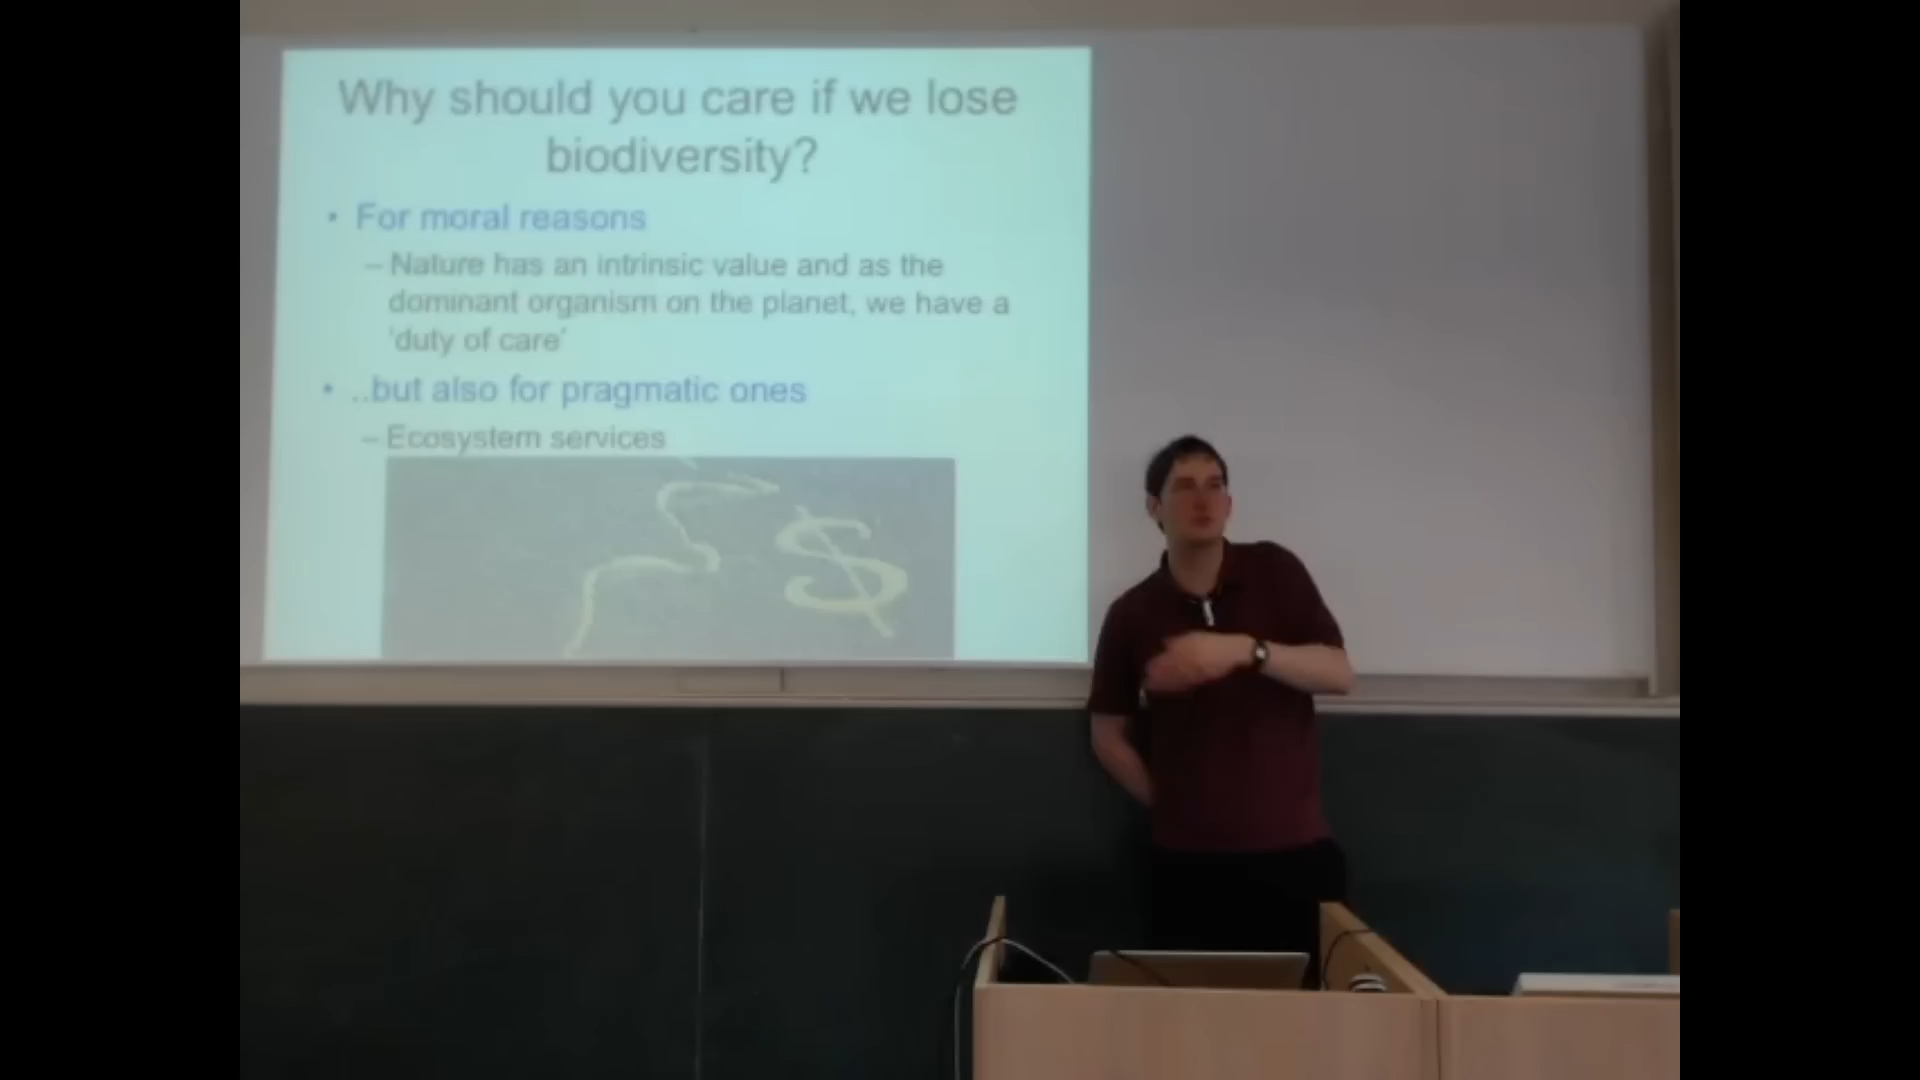 Why should you care if we lose
biodiversity?
• For moral reasons
– Nature has an intrinsic value and as the
dominant organism on the planet, we have a
'duty of care'
• ..but also for pragmatic ones
– Ecosystem services
$